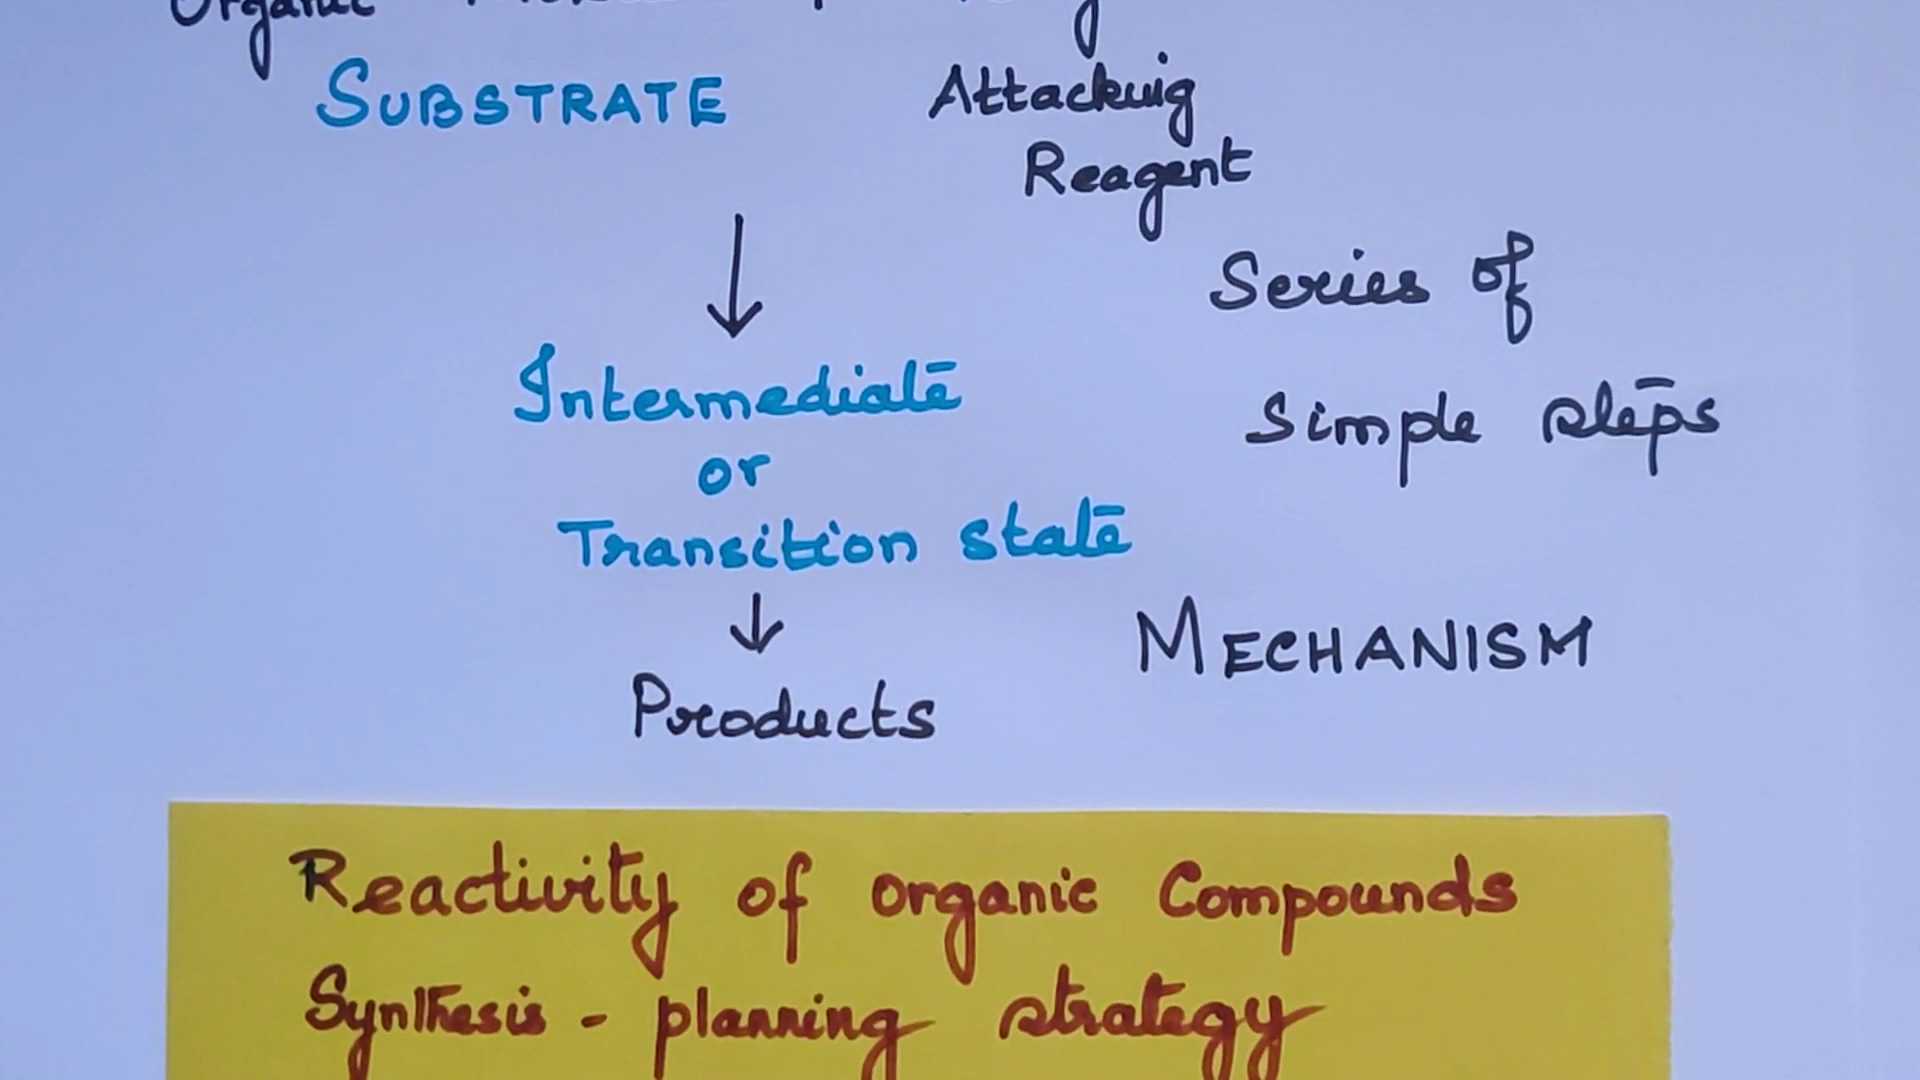 Organic
SUBSTRATE
Attacking
Reagent
Series of
Simple steps
Intermediate
or
Transition state
MECHANISM
Products
Reactivity of organic Compounds
Synthesis - planning strategy